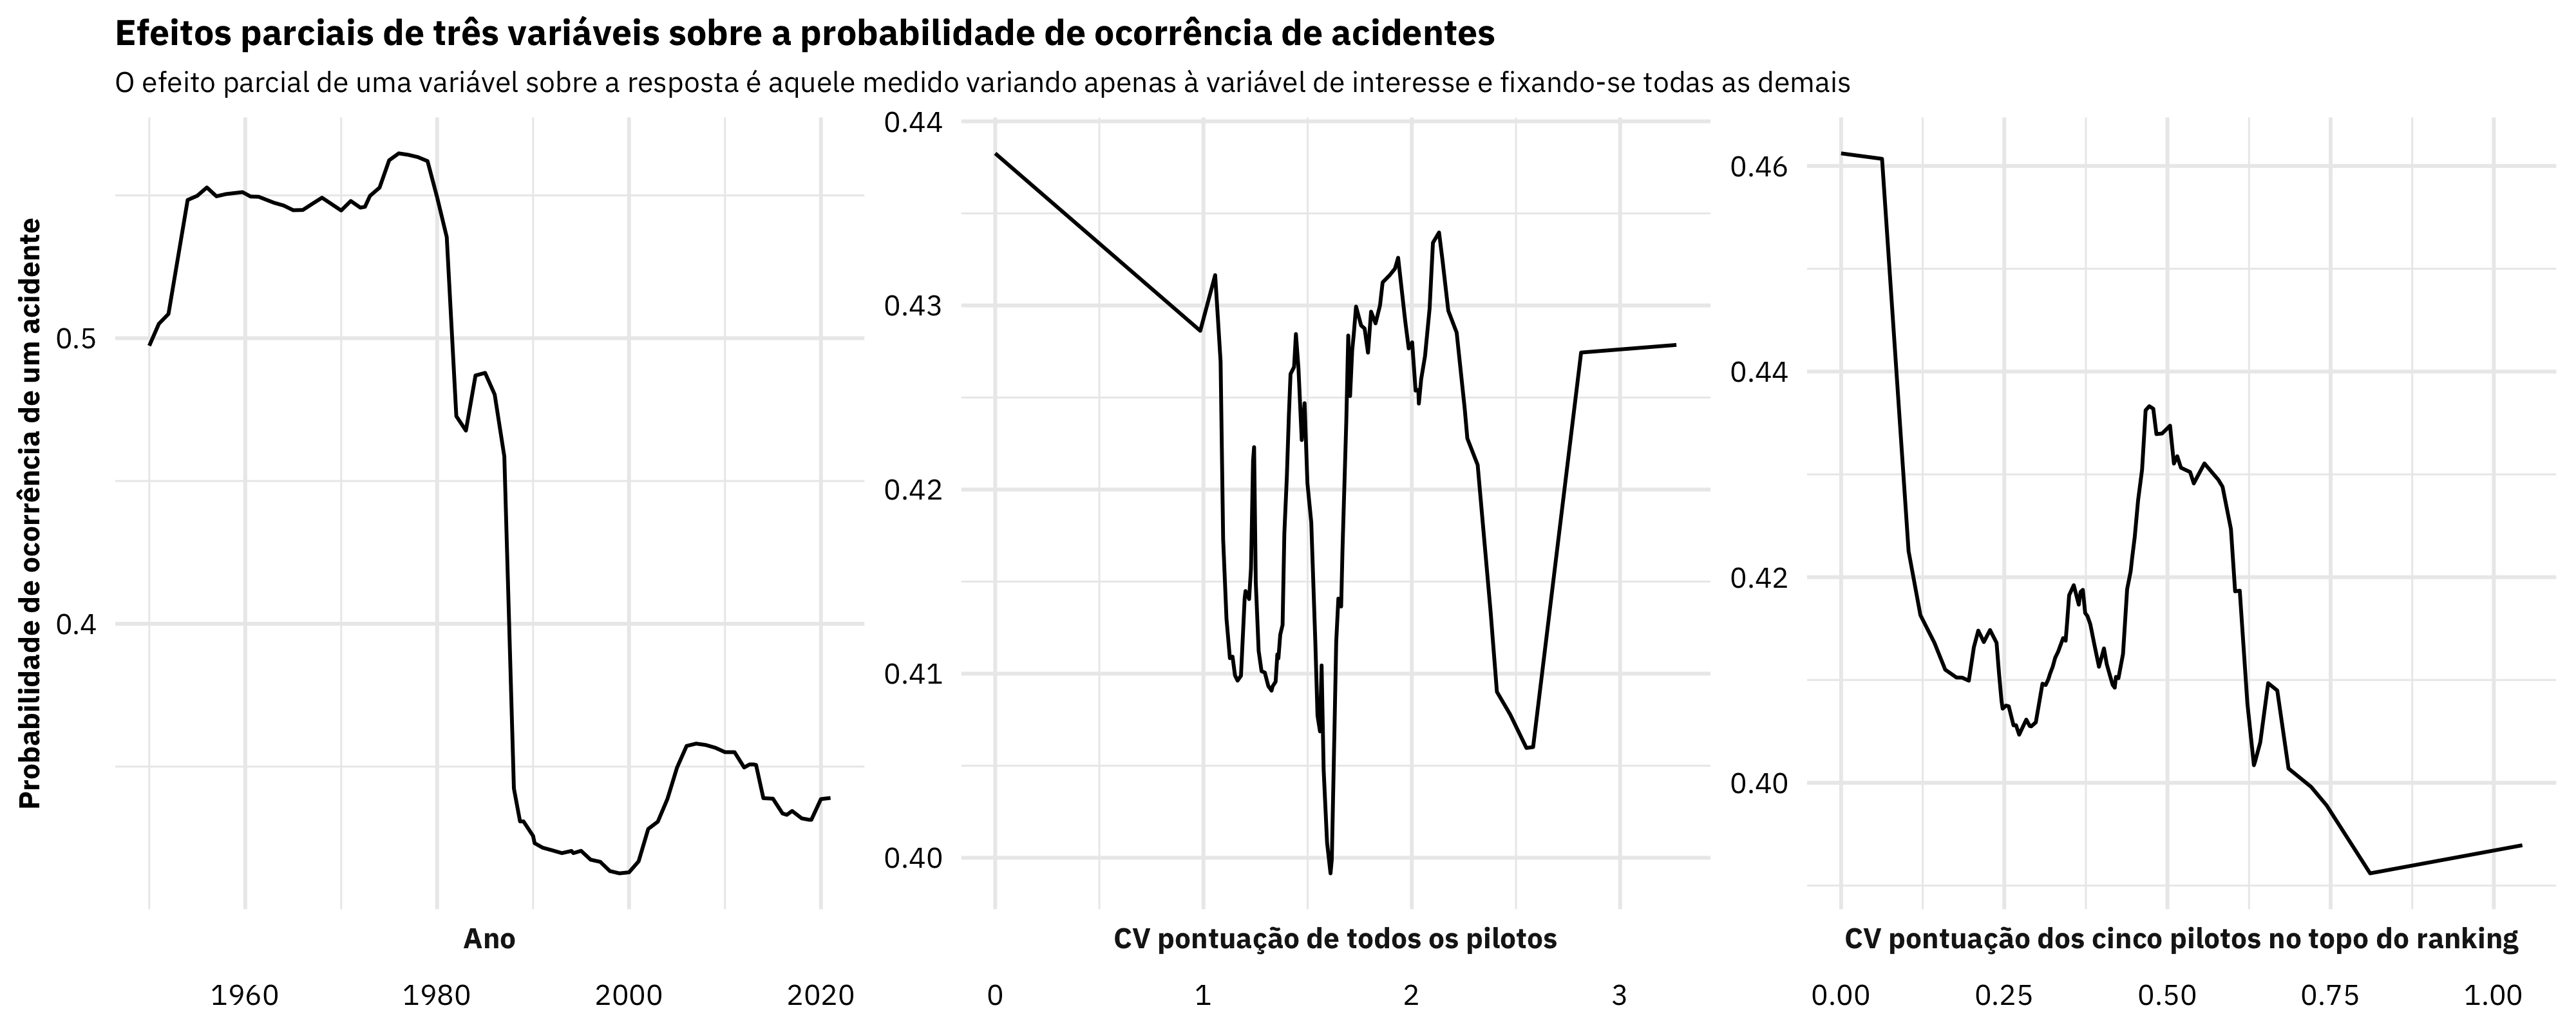 Efeitos parciais de três variáveis sobre a probabilidade de ocorrência de acidentes
O efeito parcial de uma variável sobre a resposta é aquele medido variando apenas à variável de interesse e fixando-se todas as demais
Probabilidade de ocorrência de um acidente
0.5
0.4
Ano
1960 1980 2000 2020
0.44
0.43
0.42
0.41
0.40
CV pontuação de todos os pilotos
0 1 2 3
0.46
0.44
0.42
0.40
CV pontuação dos cinco pilotos no topo do ranking
0.00 0.25 0.50 0.75 1.00